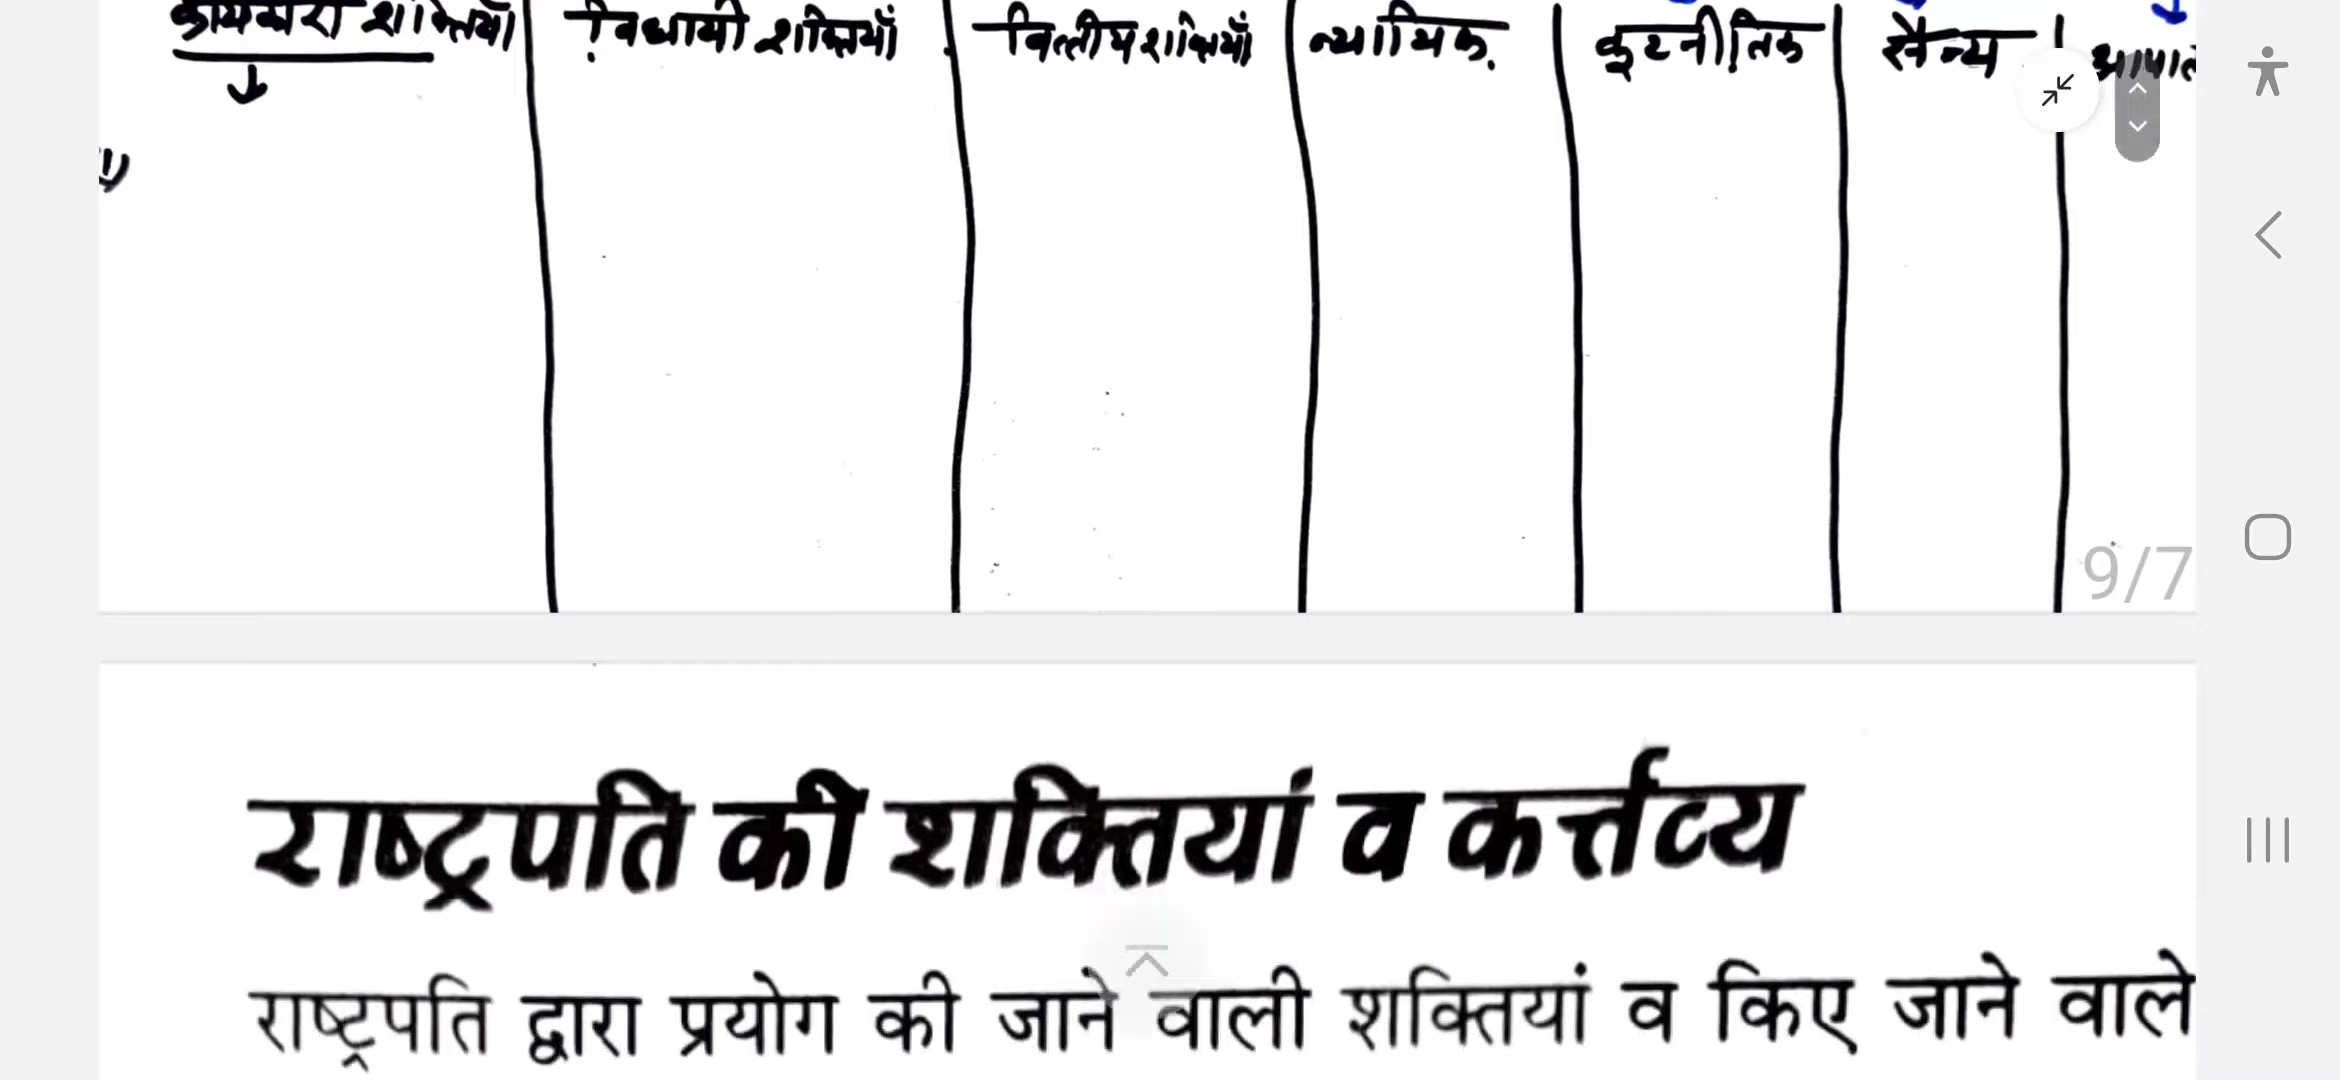 कार्यकारी शक्तियाँ विधायी शक्तियाँ वित्तीय शक्तियाँ न्यायिक. कूटनीतिक सैन्य
राष्ट्रपति की शक्तियां व कर्त्तव्य
राष्ट्रपति द्वारा प्रयोग की जाने वाली शक्तियां व किए जाने वाले
9/7